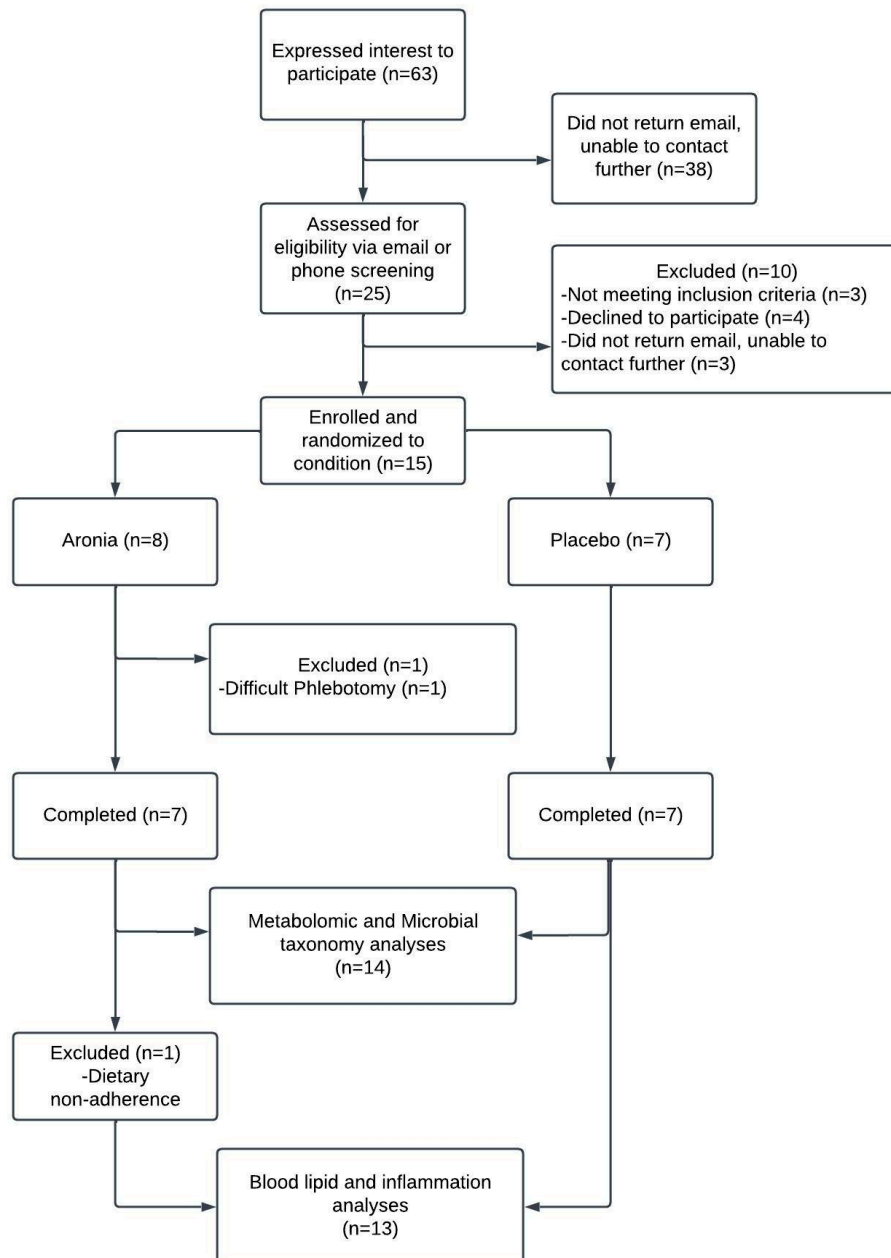 Expressed interest to
participate (n=63)
Did not return email,
unable to contact
further (n=38)
Assessed for
eligibility via email or
phone screening
(n=25)
Excluded (n=10)
-Not meeting inclusion criteria (n=3)
-Declined to participate (n=4)
-Did not return email, unable to
contact further (n=3)
Enrolled and
randomized to
condition (n=15)
Aronia (n=8)
Placebo (n=7)
Excluded (n=1)
-Difficult Phlebotomy (n=1)
Completed (n=7)
Completed (n=7)
Metabolomic and Microbial
taxonomy analyses
(n=14)
Excluded (n=1)
-Dietary
non-adherence
Blood lipid and inflammation
analyses
(n=13)